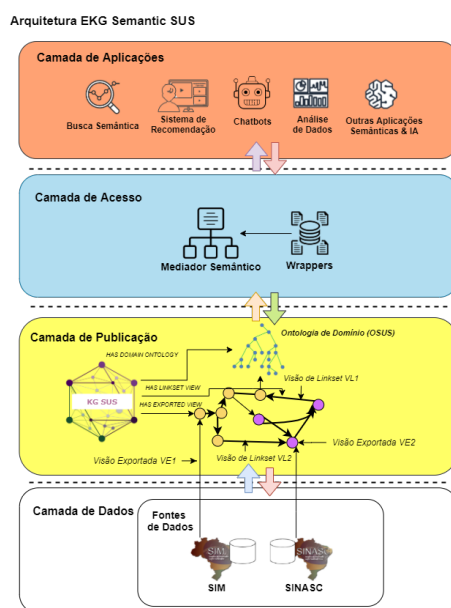 Arquitetura EKG Semantic SUS
Camada de Aplicações
Busca Semântica
Sistema de
Recomendação
Chatbots
Análise
de Dados
Outras Aplicações
Semânticas & IA
Camada de Acesso
Mediador Semântico
Wrappers
Camada de Publicação
Ontologia de Domínio (OSUS)
HAS DOMAIN ONTOLOGY
Visão de Linkset VL1
HAS LINKSET VIEW
KG SUS
HAS EXPORTED VIEW
Visão Exportada VE2
Visão Exportada VE1
Visão de Linkset VL2
Camada de Dados
Fontes
de Dados
SIM
SINASC
SIM
SINASC